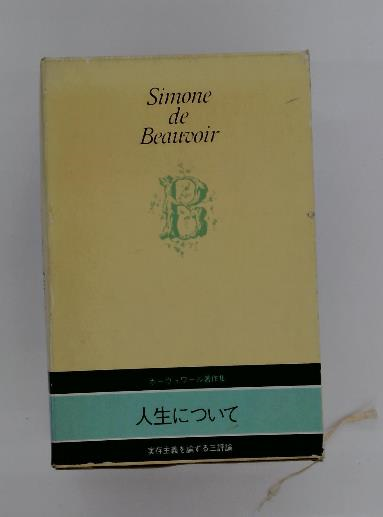 Simone
de
Beauvoir
B
ボーヴォワール著作集
人生について
実存主義を論ずる三評論